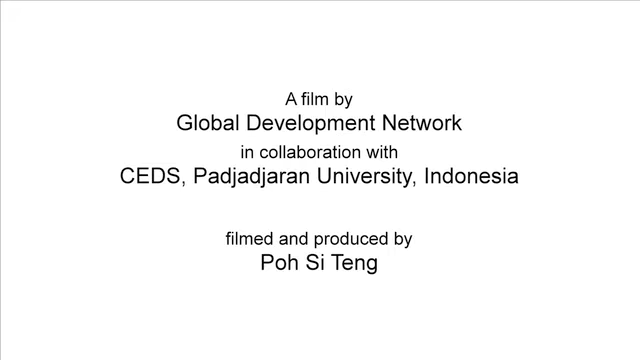 A film by
Global Development Network
in collaboration with
CEDS, Padjadjaran University, Indonesia
filmed and produced by
Poh Si Teng